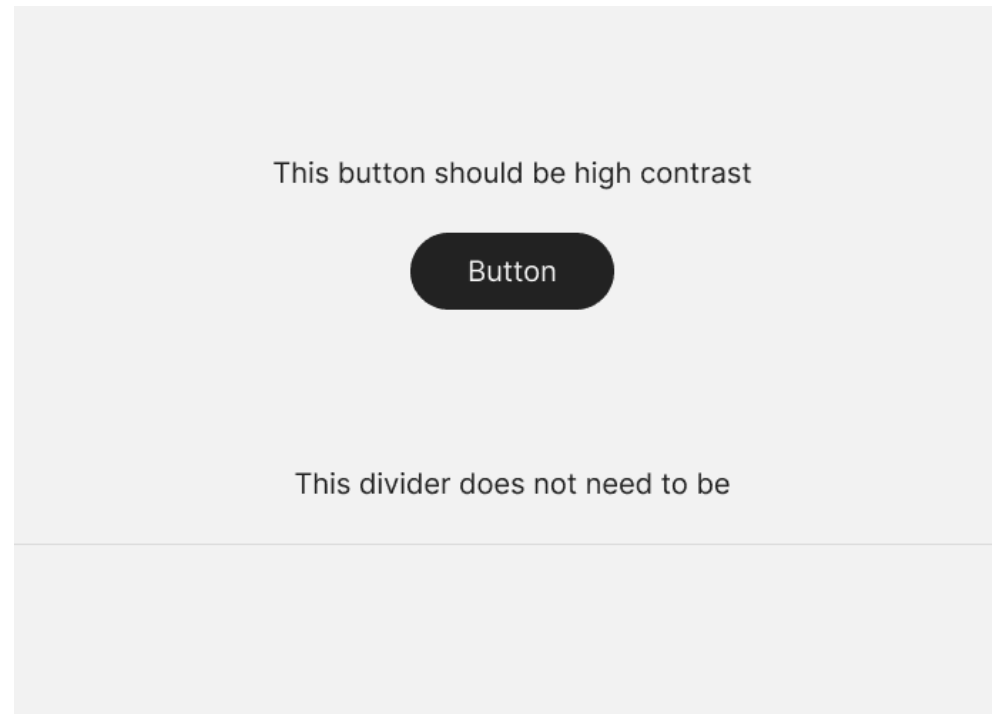 This button should be high contrast
Button
This divider does not need to be